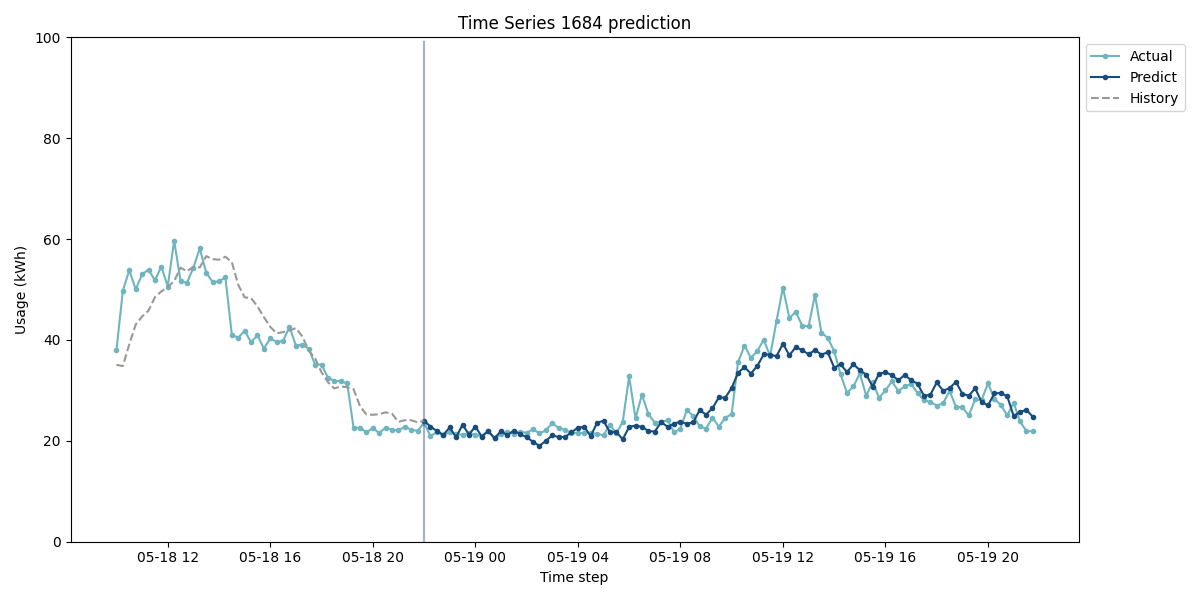 Time Series 1684 prediction
100
80
60
40
20
0
Usage (kWh)
05-18 12
05-18 16
05-18 20
05-19 00
05-19 04
05-19 08
05-19 12
05-19 16
05-19 20
Time step
Actual
Predict
History